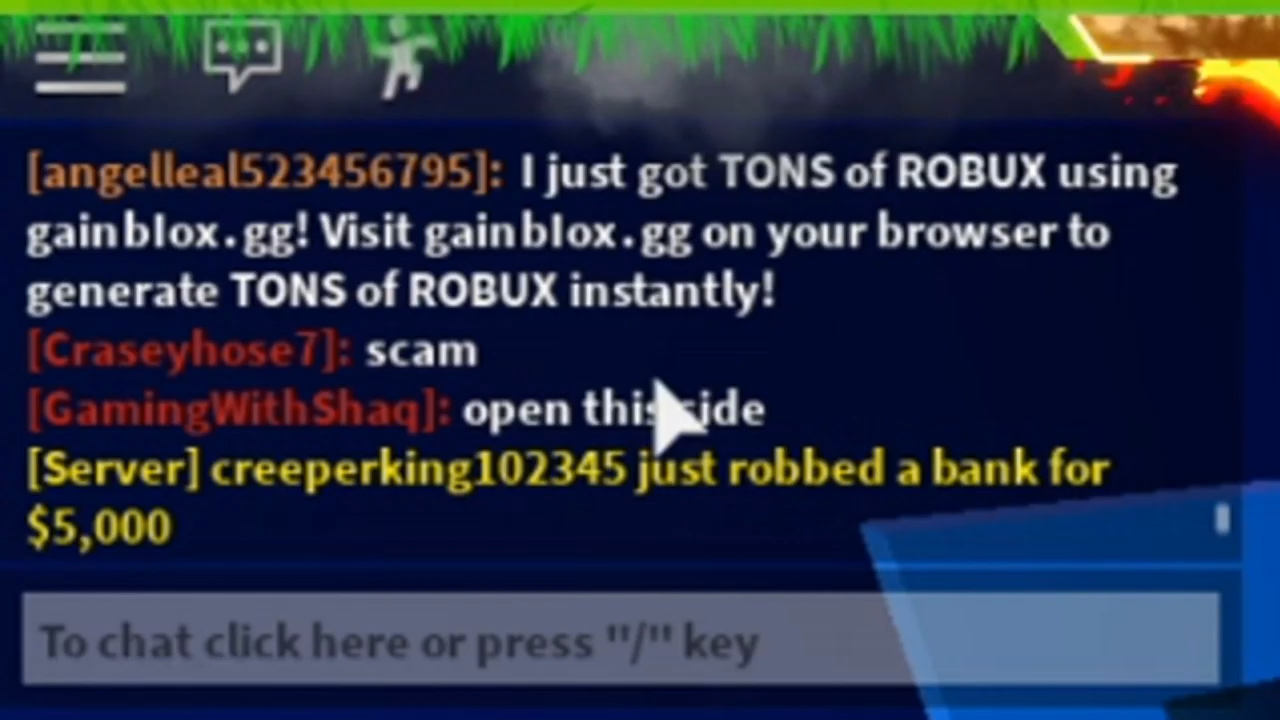 [angelleal523456795]: I just got TONS of ROBUX using
gainblox.gg! Visit gainblox.gg on your browser to
generate TONS of ROBUX instantly!
[Craseyhose7]: scam
[GamingWithShaq]: open this side
[Server] creeperking102345 just robbed a bank for
$5,000
To chat click here or press "/" key